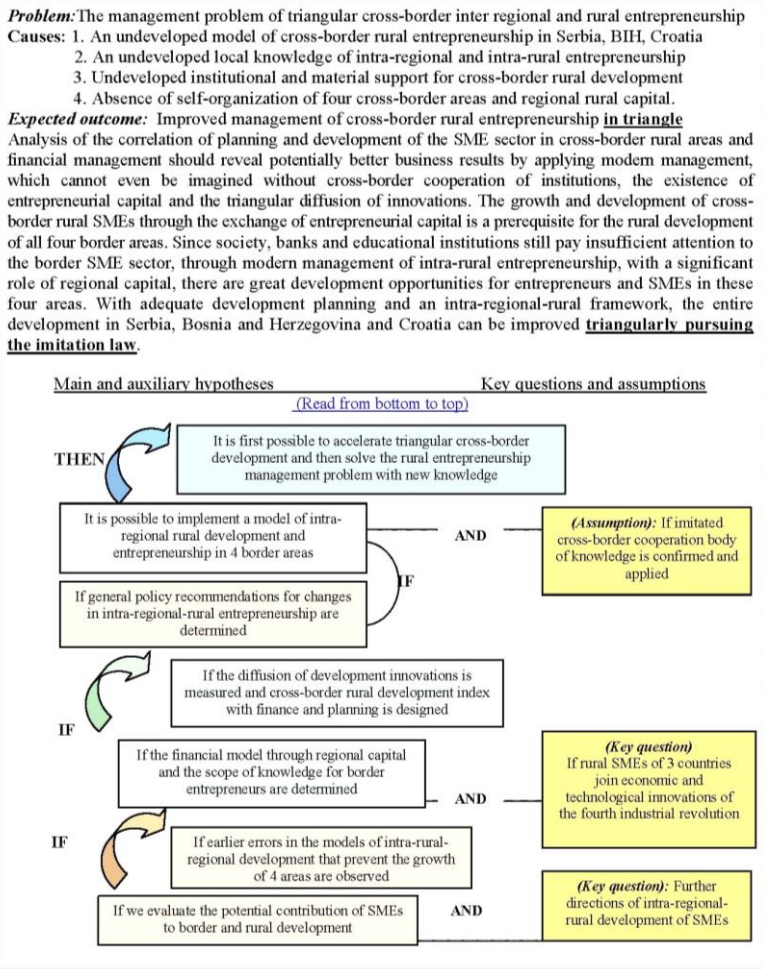 Problem:The management problem of triangular cross-border inter regional and rural entrepreneurship
Causes: 1. An undeveloped model of cross-border rural entrepreneurship in Serbia, BIH, Croatia
2. An undeveloped local knowledge of intra-regional and intra-rural entrepreneurship
3. Undeveloped institutional and material support for cross-border rural development
4. Absence of self-organization of four cross-border areas and regional rural capital.
Expected outcome: Improved management of cross-border rural entrepreneurship in triangle
Analysis of the correlation of planning and development of the SME sector in cross-border rural areas and
financial management should reveal potentially better business results by applying modern management,
which cannot even be imagined without cross-border cooperation of institutions, the existence of
entrepreneurial capital and the triangular diffusion of innovations. The growth and development of cross-
border rural SMEs through the exchange of entrepreneurial capital is a prerequisite for the rural development
of all four border areas. Since society, banks and educational institutions still pay insufficient attention to
the border SME sector, through modern management of intra-rural entrepreneurship, with a significant
role of regional capital, there are great development opportunities for entrepreneurs and SMEs in these
four areas. With adequate development planning and an intra-regional-rural framework, the entire
development in Serbia, Bosnia and Herzegovina and Croatia can be improved triangularly pursuing
the imitation law.
Main and auxiliary hypotheses
Key questions and assumptions
(Read from bottom to top)
THEN
It is first possible to accelerate triangular cross-border
development and then solve the rural entrepreneurship
management problem with new knowledge
It is possible to implement a model of intra-
regional rural development and
entrepreneurship in 4 border areas
AND
(Assumption): If imitated
cross-border cooperation body
of knowledge is confirmed and
applied
IF
If general policy recommendations for changes
in intra-regional-rural entrepreneurship are
determined
If the diffusion of development innovations is
measured and cross-border rural development index
with finance and planning is designed
IF
If the financial model through regional capital
and the scope of knowledge for border
entrepreneurs are determined
AND
(Key question)
If rural SMEs of 3 countries
join economic and
technological innovations of
the fourth industrial revolution
IF
If earlier errors in the models of intra-rural-
regional development that prevent the growth
of 4 areas are observed
If we evaluate the potential contribution of SMEs
to border and rural development
AND
(Key question): Further
directions of intra-regional-
rural development of SMEs